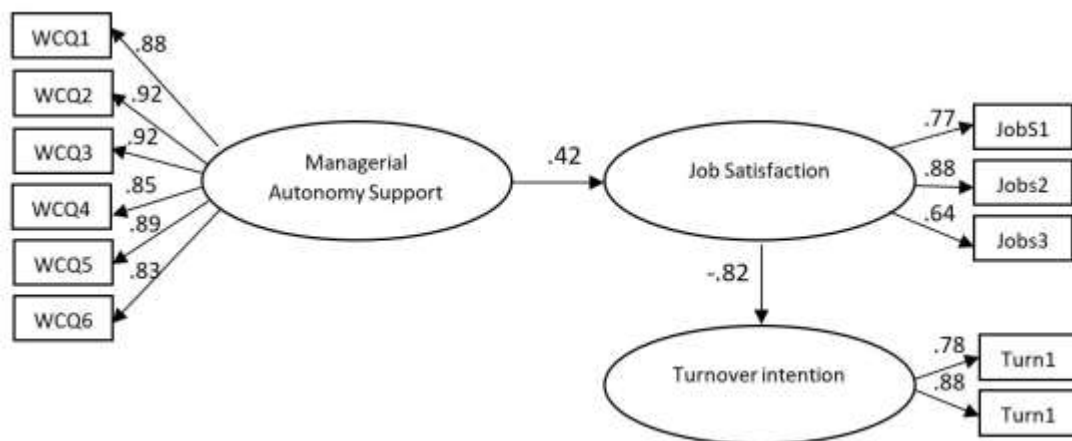 WCQ1
.88
WCQ2
.92
WCQ3
.92
WCQ4
.85
WCQ5
.89
WCQ6
.83
Managerial
Autonomy Support
.42
Job Satisfaction
.77
JobS1
.88
Jobs2
.64
Jobs3
-.82
Turnover intention
.78
Turn1
.88
Turn1